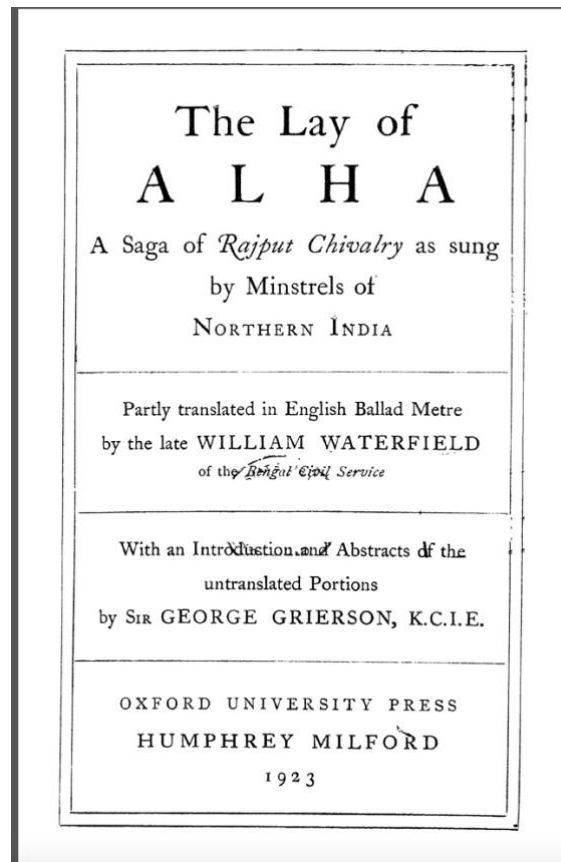 The Lay of
A L H A
A Saga of Rajput Chivalry as sung
by Minstrels of
NORTHERN INDIA
Partly translated in English Ballad Metre
by the late WILLIAM WATERFIELD
of the Bengal Civil Service
With an Introduction and Abstracts of the
untranslated Portions
by SIR GEORGE GRIERSON, K.C.I.E.
OXFORD UNIVERSITY PRESS
HUMPHREY MILFORD
1923